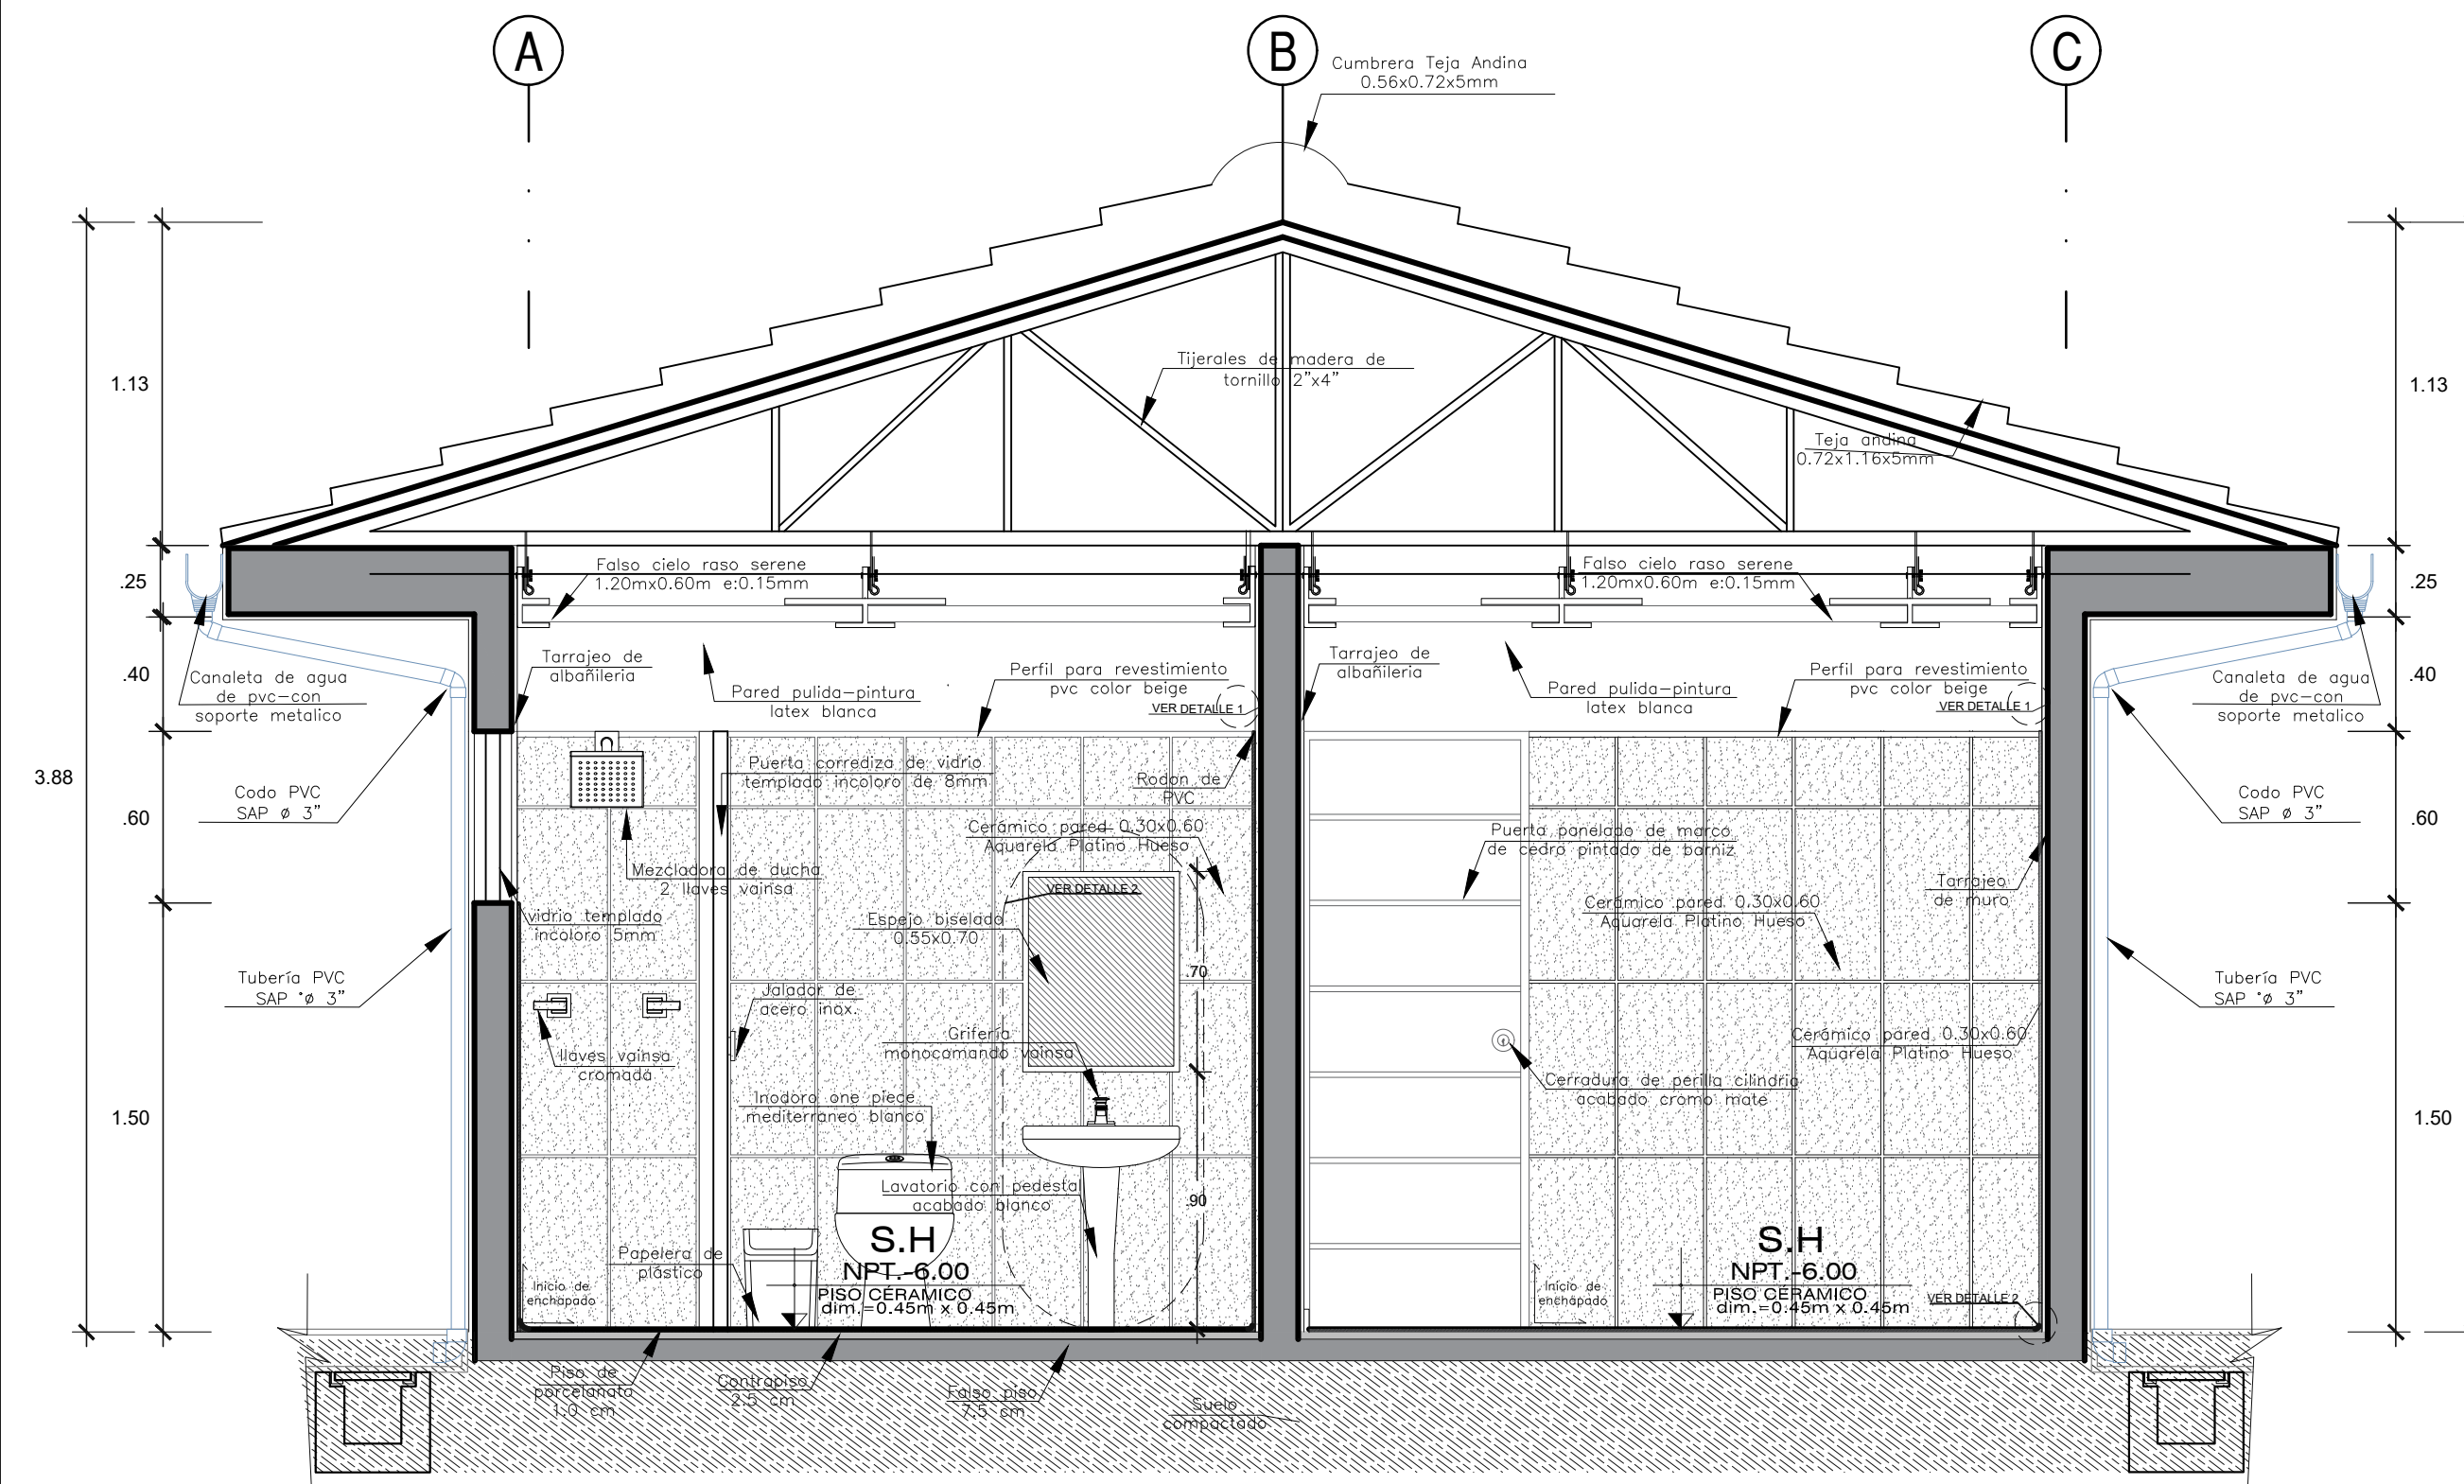 A
B
C
Cumbrera Teja Andina
0.56x0.72x5mm
Tijerales de madera de
tornillo 2"x4"
Teja andina
0.72x1.16x5mm
1.13
1.13
.25
.25
.40
.40
3.88
.60
.60
1.50
1.50
Falso cielo raso serene
1.20mx0.60m e:0.15mm
Falso cielo raso serene
1.20mx0.60m e:0.15mm
Canaleta de agua
de pvc-con
soporte metalico
Tarrajeo de
albañileria
Pared pulida-pintura
latex blanca
Perfil para revestimiento
pvc color beige
VER DETALLE 1
Tarrajeo de
albañileria
Pared pulida-pintura
latex blanca
Perfil para revestimiento
pvc color beige
VER DETALLE 1
Canaleta de agua
de pvc-con
soporte metalico
Codo PVC
SAP ø 3"
Puerta corrediza de vidrio
templado incoloro de 8mm
Rodon de
PVC
Codo PVC
SAP ø 3"
Cerámico pared 0.30x0.60
Aquarela Platino Hueso
Puerta panelado de marco
de cedro pintado de barniz
Mezcladora de ducha
2 llaves vainsa
VER DETALLE 2
Tarrajeo
de muro
vidrio templado
incoloro 5mm
Espejo biselado
0.55x0.70
Cerámico pared 0.30x0.60
Aquarela Platino Hueso
.70
Tubería PVC
SAP °ø 3"
Jalador de
acero inox.
Tubería PVC
SAP °ø 3"
Grifería
monocomando vainsa
llaves vainsa
cromada
Cerámico pared 0.30x0.60
Aquarela Platino Hueso
Cerradura de perilla cilindria
acabado cromo mate
Inodoro one piece
mediterraneo blanco
Lavatorio con pedestal
acabado blanco
.90
Papelera de
plástico
S.H
NPT.-6.00
PISO CERAMICO
dim.=0.45m x 0.45m
Inicio de
enchapado
Inicio de
enchapado
S.H
NPT.-6.00
PISO CERAMICO
dim.=0.45m x 0.45m
VER DETALLE 2
Piso de
porcelanato
1.0 cm
Contrapiso
2.5 cm
Falso piso
7.5 cm
Suelo
compactado